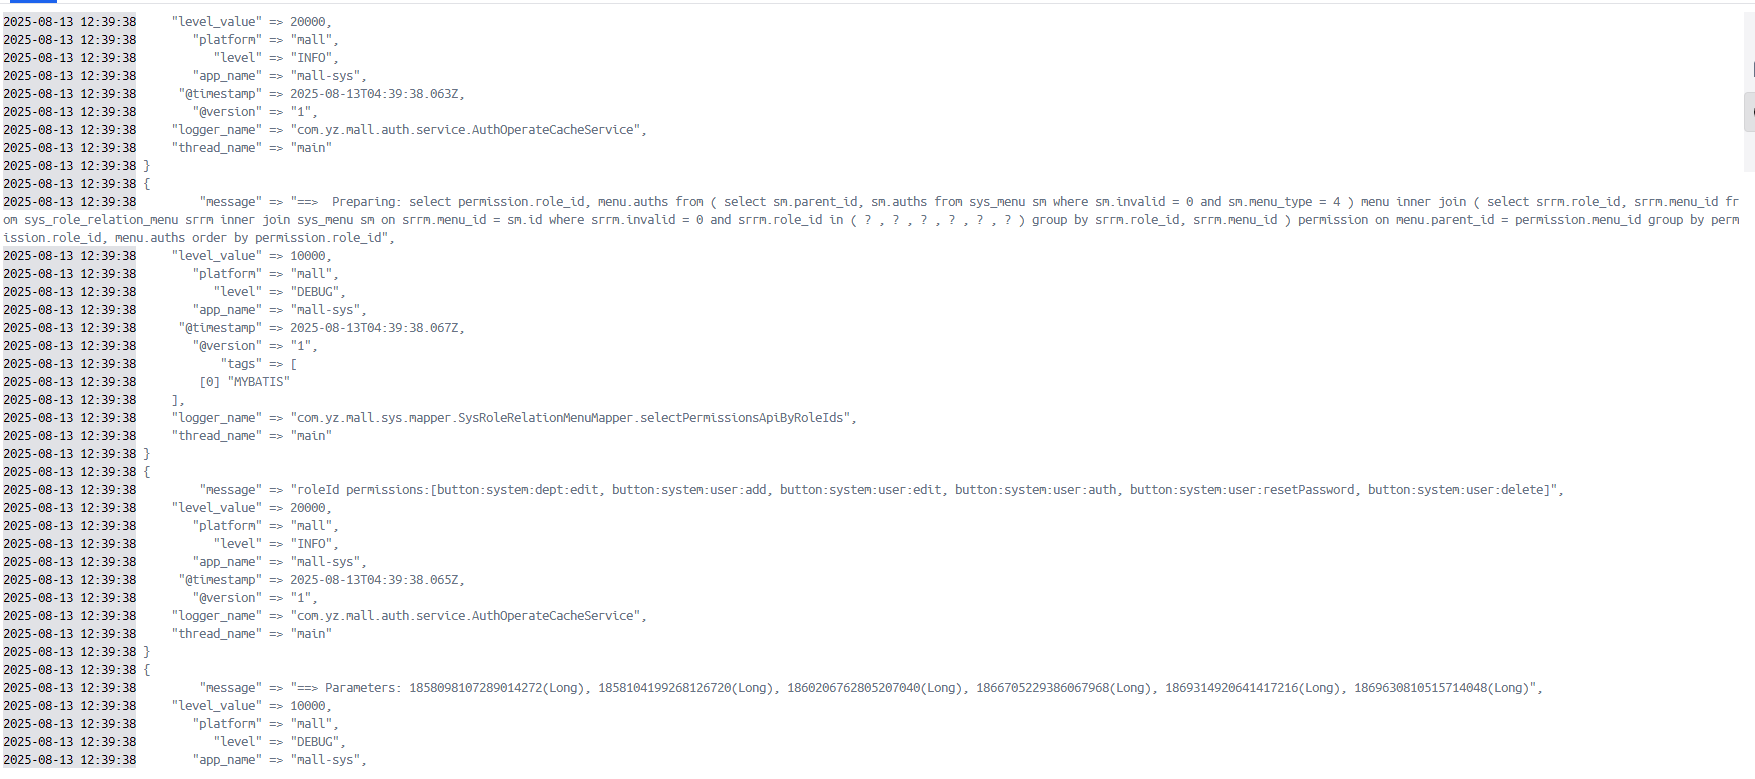 2025-08-13 12:39:38     "level_value" => 20000,
2025-08-13 12:39:38        "platform" => "mall",
2025-08-13 12:39:38           "level" => "INFO",
2025-08-13 12:39:38        "app_name" => "mall-sys",
2025-08-13 12:39:38      "@timestamp" => 2025-08-13T04:39:38.063Z,
2025-08-13 12:39:38        "@version" => "1",
2025-08-13 12:39:38     "logger_name" => "com.yz.mall.auth.service.AuthOperateCacheService",
2025-08-13 12:39:38     "thread_name" => "main"
2025-08-13 12:39:38 }
2025-08-13 12:39:38 {
2025-08-13 12:39:38         "message" => "==>  Preparing: select permission.role_id, menu.auths from ( select sm.parent_id, sm.auths from sys_menu sm where sm.invalid = 0 and sm.menu_type = 4 ) menu inner join ( select srrm.role_id, srrm.menu_id fr
om sys_role_relation_menu srrm inner join sys_menu sm on srrm.menu_id = sm.id where srrm.invalid = 0 and srrm.role_id in ( ? , ? , ? , ? , ? , ? ) group by srrm.role_id, srrm.menu_id ) permission on menu.parent_id = permission.menu_id group by perm
ission.role_id, menu.auths order by permission.role_id",
2025-08-13 12:39:38     "level_value" => 10000,
2025-08-13 12:39:38        "platform" => "mall",
2025-08-13 12:39:38           "level" => "DEBUG",
2025-08-13 12:39:38        "app_name" => "mall-sys",
2025-08-13 12:39:38      "@timestamp" => 2025-08-13T04:39:38.067Z,
2025-08-13 12:39:38        "@version" => "1",
2025-08-13 12:39:38            "tags" => [
2025-08-13 12:39:38         [0] "MYBATIS"
2025-08-13 12:39:38     ],
2025-08-13 12:39:38     "logger_name" => "com.yz.mall.sys.mapper.SysRoleRelationMenuMapper.selectPermissionsApiByRoleIds",
2025-08-13 12:39:38     "thread_name" => "main"
2025-08-13 12:39:38 }
2025-08-13 12:39:38 {
2025-08-13 12:39:38         "message" => "roleId permissions:[button:system:dept:edit, button:system:user:add, button:system:user:edit, button:system:user:auth, button:system:user:resetPassword, button:system:user:delete]",
2025-08-13 12:39:38     "level_value" => 20000,
2025-08-13 12:39:38        "platform" => "mall",
2025-08-13 12:39:38           "level" => "INFO",
2025-08-13 12:39:38        "app_name" => "mall-sys",
2025-08-13 12:39:38      "@timestamp" => 2025-08-13T04:39:38.065Z,
2025-08-13 12:39:38        "@version" => "1",
2025-08-13 12:39:38     "logger_name" => "com.yz.mall.auth.service.AuthOperateCacheService",
2025-08-13 12:39:38     "thread_name" => "main"
2025-08-13 12:39:38 }
2025-08-13 12:39:38 {
2025-08-13 12:39:38         "message" => "==> Parameters: 1858098107289014272(Long), 1858104199268126720(Long), 1860206762805207040(Long), 1866705229386067968(Long), 1869314920641417216(Long), 1869630810515714048(Long)",
2025-08-13 12:39:38     "level_value" => 10000,
2025-08-13 12:39:38        "platform" => "mall",
2025-08-13 12:39:38           "level" => "DEBUG",
2025-08-13 12:39:38        "app_name" => "mall-sys",